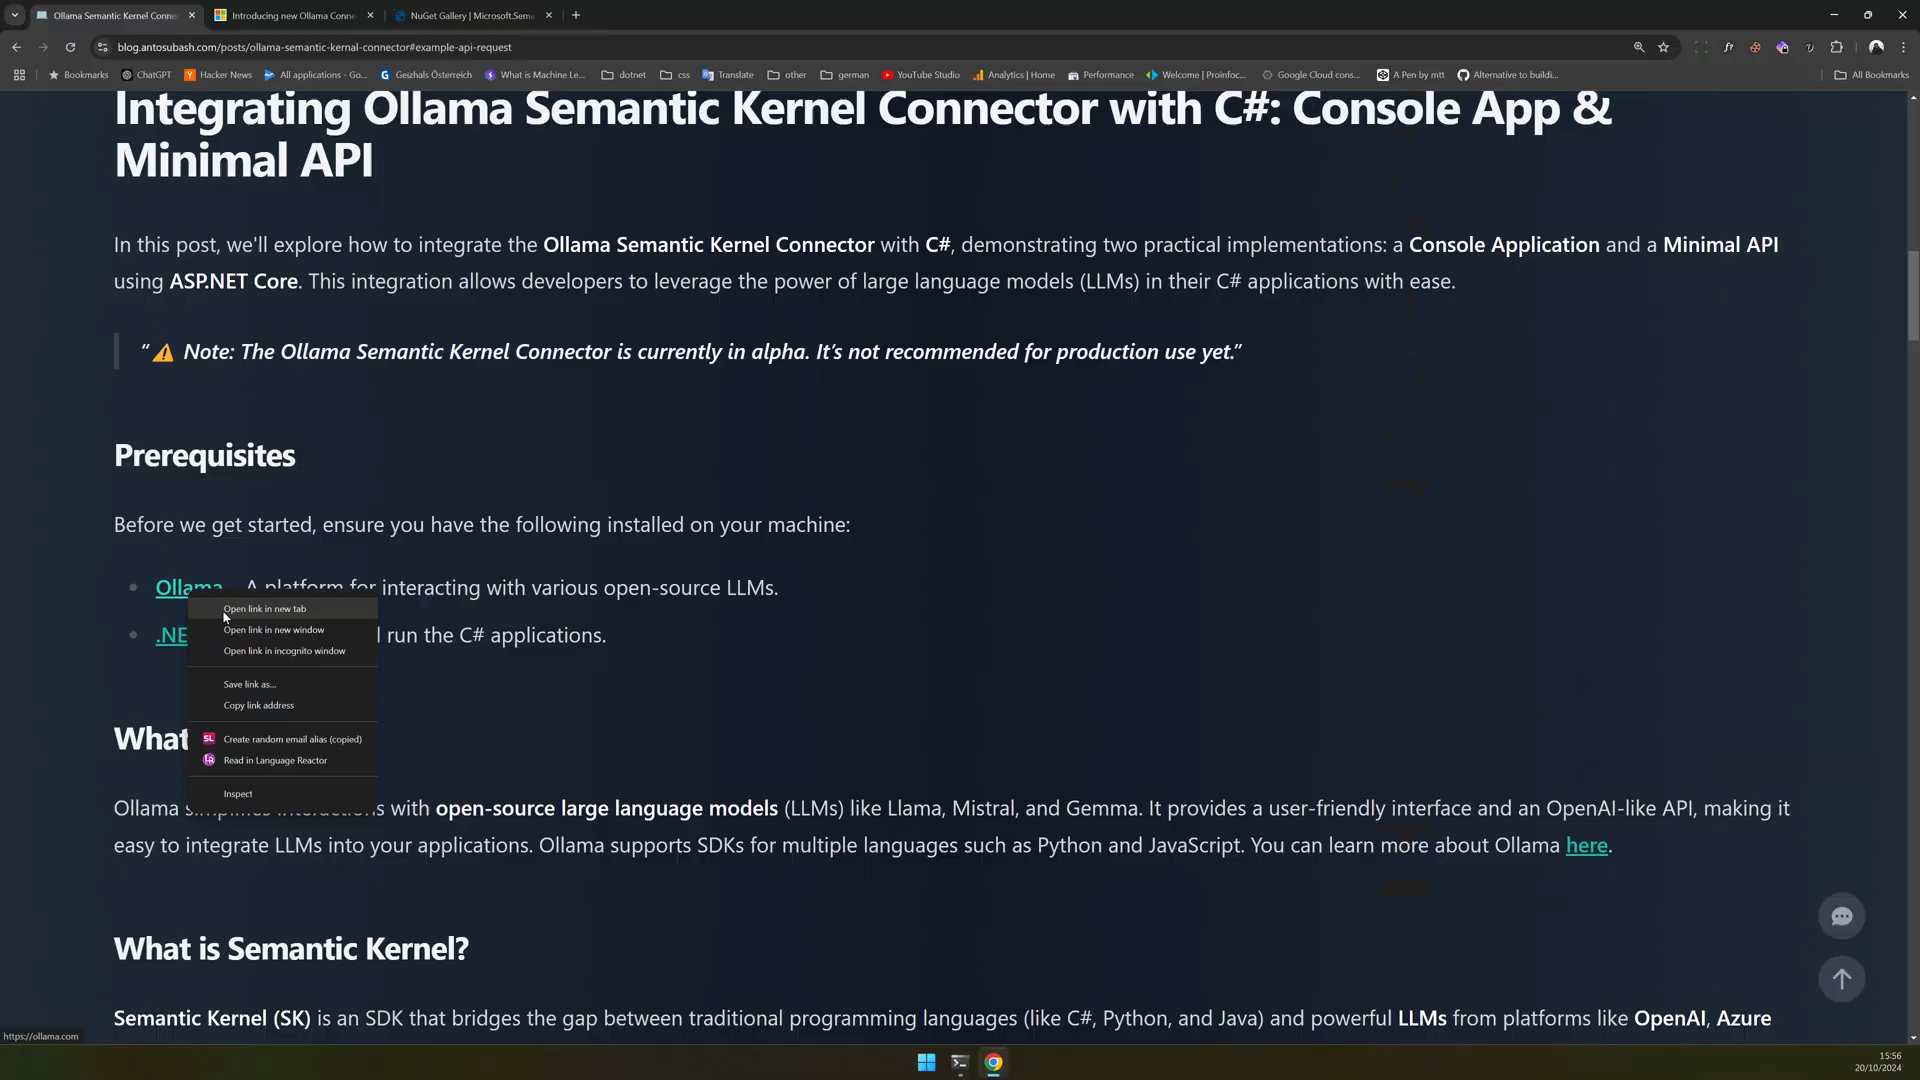 Ollama Semantic Kernel Conne
Introducing new Ollama Conne
NuGet Gallery | Microsoft.Sema
blog.antosubash.com/posts/ollama-semantic-kernal-connector#example-api-request
Bookmarks
ChatGPT
Hacker News
All applications - Go...
Geizhals Österreich
What is Machine Le...
dotnet
css
Translate
other
german
YouTube Studio
Analytics | Home
Performance
Welcome | Proinfoc...
Google Cloud cons...
A Pen by mtt
Alternative to buildi...
All Bookmarks
Integrating Ollama Semantic Kernel Connector with C#: Console App &
Minimal API
In this post, we'll explore how to integrate the Ollama Semantic Kernel Connector with C#, demonstrating two practical implementations: a Console Application and a Minimal API
using ASP.NET Core. This integration allows developers to leverage the power of large language models (LLMs) in their C# applications with ease.
“⚠️ Note: The Ollama Semantic Kernel Connector is currently in alpha. It’s not recommended for production use yet.”
Prerequisites
Before we get started, ensure you have the following installed on your machine:
• Ollama A platform for interacting with various open-source LLMs.
• .NE run the C# applications.
Open link in new tab
Open link in new window
Open link in incognito window
Save link as...
Copy link address
Create random email alias (copied)
Read in Language Reactor
Inspect
What
Ollama simplifies interactions with open-source large language models (LLMs) like Llama, Mistral, and Gemma. It provides a user-friendly interface and an OpenAI-like API, making it
easy to integrate LLMs into your applications. Ollama supports SDKs for multiple languages such as Python and JavaScript. You can learn more about Ollama here.
What is Semantic Kernel?
Semantic Kernel (SK) is an SDK that bridges the gap between traditional programming languages (like C#, Python, and Java) and powerful LLMs from platforms like OpenAI, Azure
https://ollama.com
15:56
20/10/2024